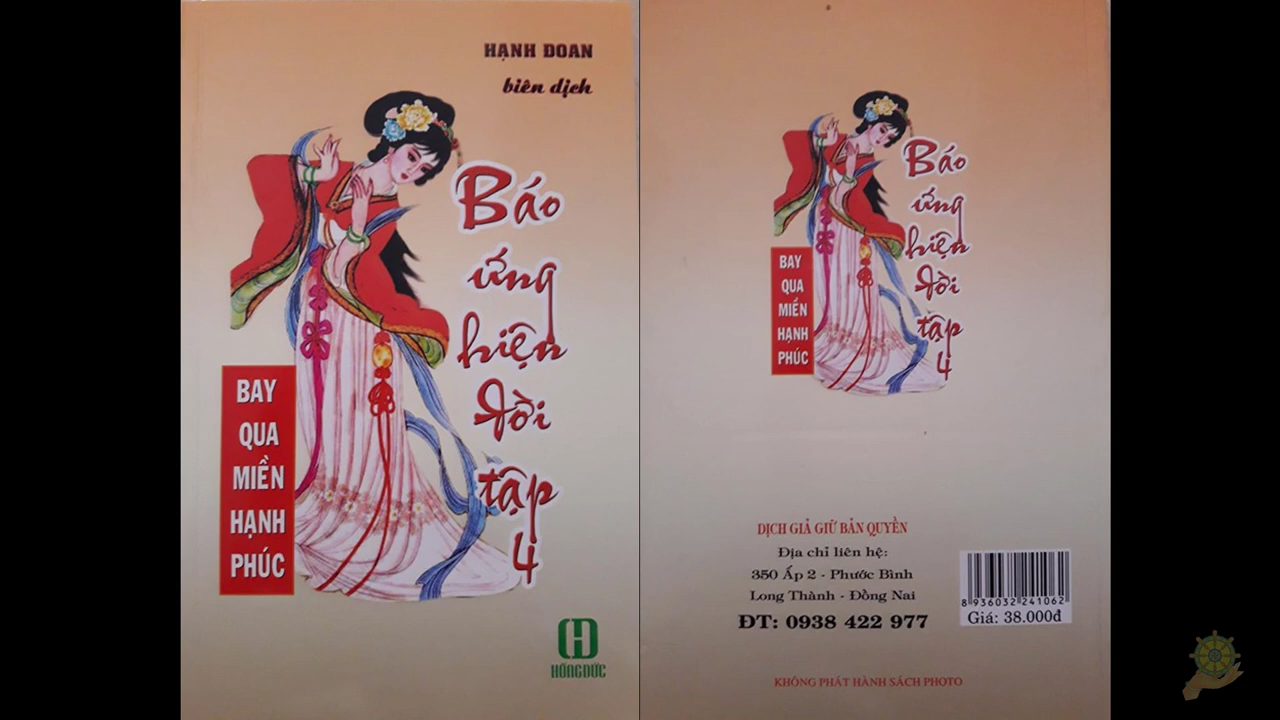 HẠNH ĐOAN
biên dịch
Báo
ứng
hiện
đời
tập
4
BAY
QUA
MIỀN
HẠNH
PHÚC
HỒNG ĐỨC
Báo
ứng
hiện
đời
tập
4
BAY
QUA
MIỀN
HẠNH
PHÚC
DỊCH GIẢ GIỮ BẢN QUYỀN
Địa chỉ liên hệ:
350 Ấp 2 - Phước Bình
Long Thành - Đồng Nai
ĐT: 0938 422 977
8 936032 241062
Giá: 38.000đ
KHÔNG PHÁT HÀNH SÁCH PHOTO